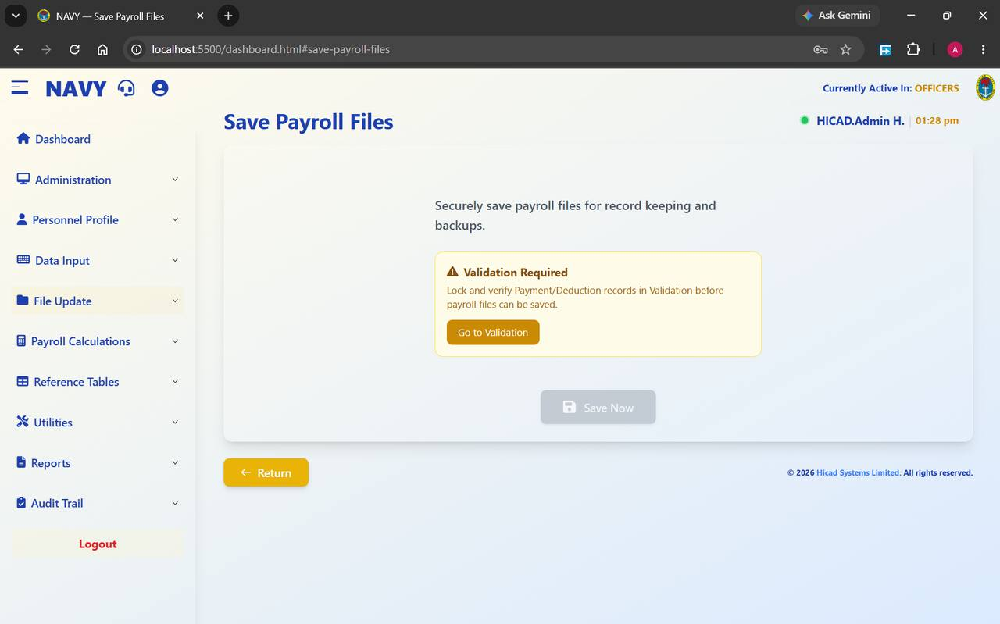 NAVY — Save Payroll Files
Ask Gemini
localhost:5500/dashboard.html#save-payroll-files
A
NAVY
Currently Active In: OFFICERS
Save Payroll Files
HICAD.Admin H. | 01:28 pm
Dashboard
Administration
Personnel Profile
Data Input
File Update
Payroll Calculations
Reference Tables
Utilities
Reports
Audit Trail
Logout
Securely save payroll files for record keeping and
backups.
Validation Required
Lock and verify Payment/Deduction records in Validation before
payroll files can be saved.
Go to Validation
Save Now
Return
© 2026 Hicad Systems Limited. All rights reserved.